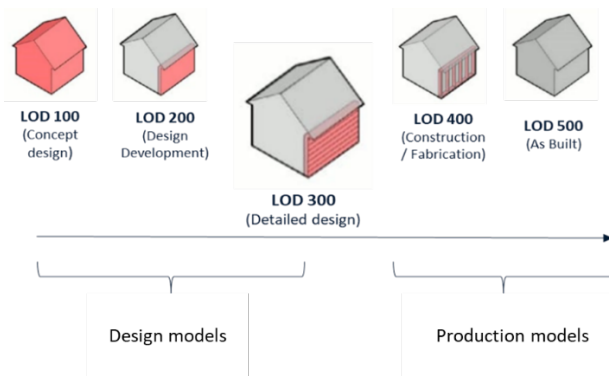 LOD 100
(Concept
design)
LOD 200
(Design
Development)
LOD 300
(Detailed design)
LOD 400
(Construction
/ Fabrication)
LOD 500
(As Built)
Design models
Production models